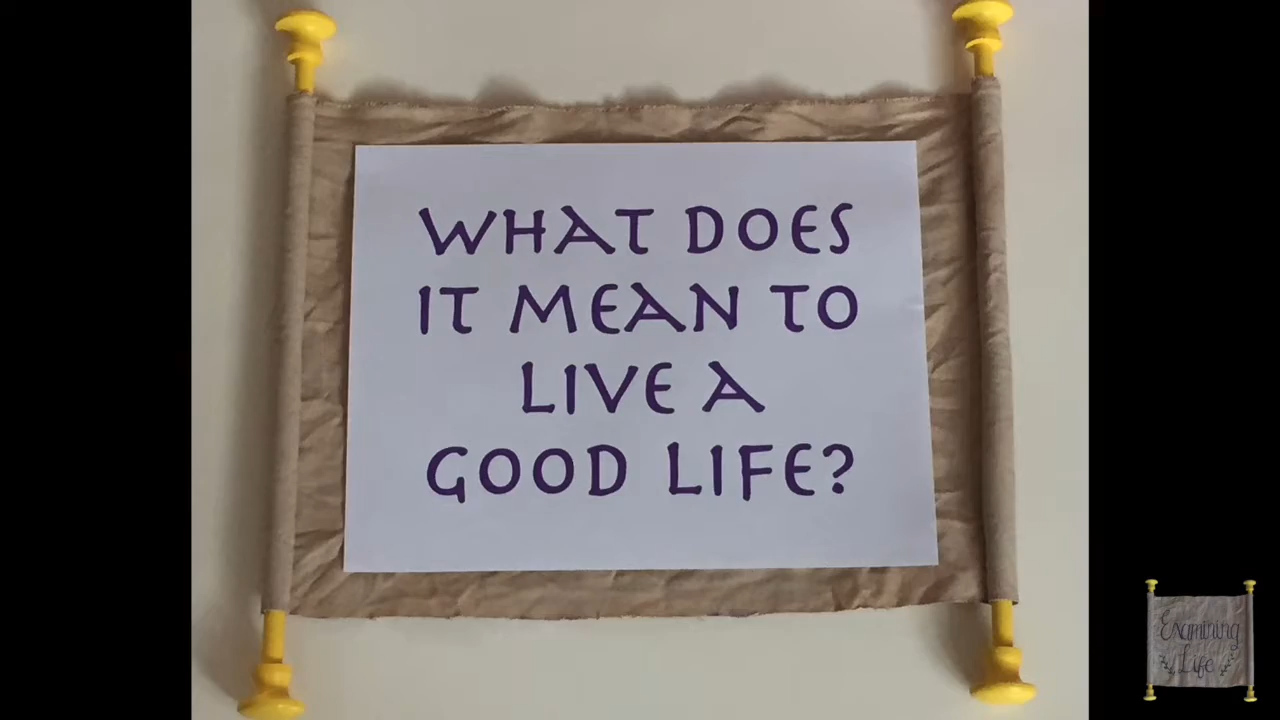 WHAT DOES
IT MEAN TO
LIVE A
GOOD LIFE?
Examining
Life